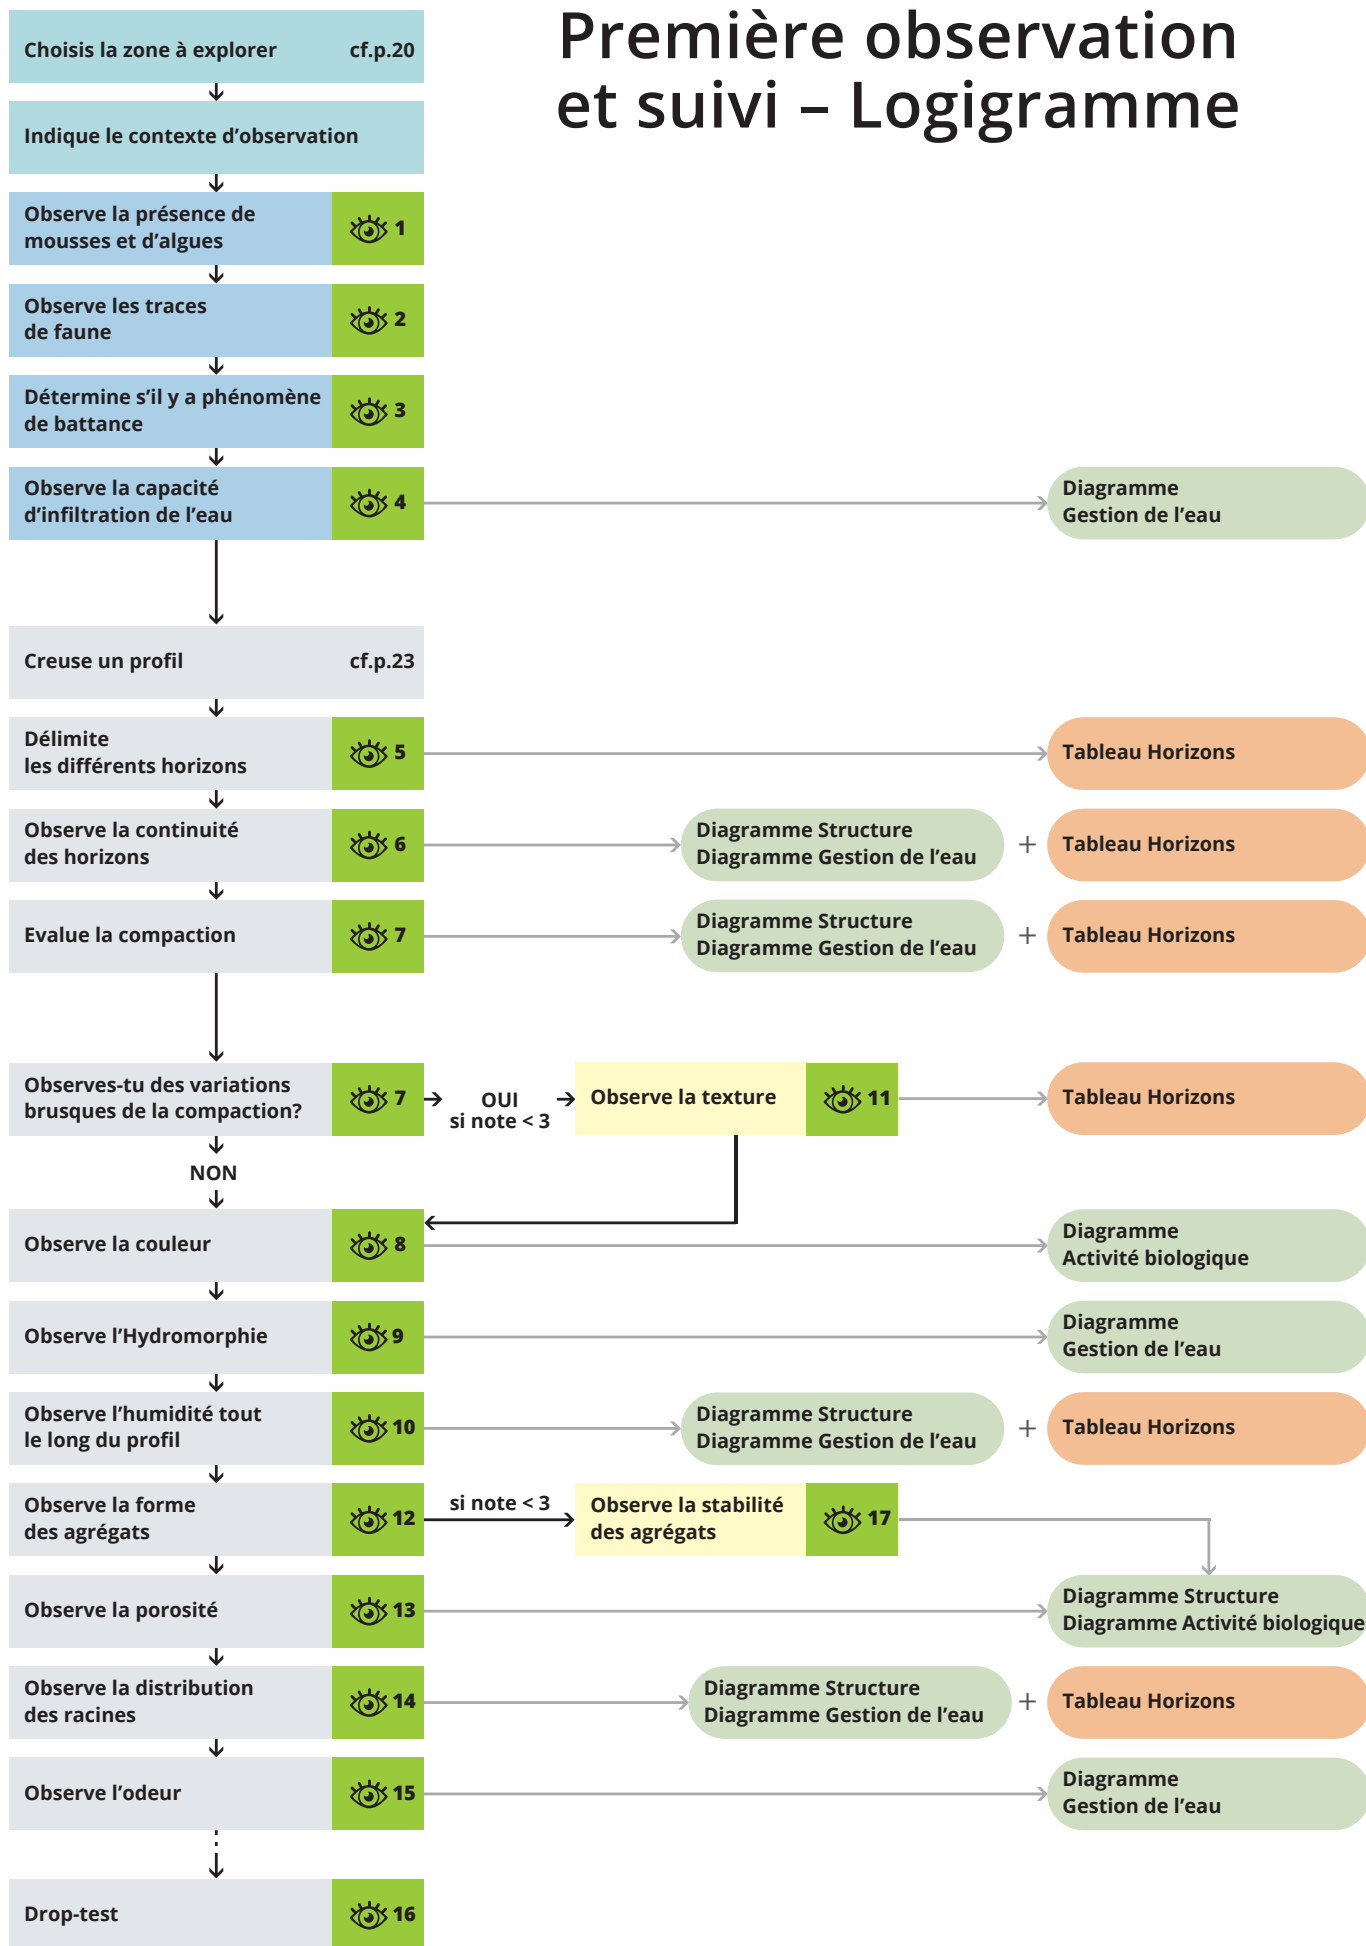 Première observation
et suivi – Logigramme
Choisis la zone à explorer cf.p.20
Indique le contexte d'observation
Observe la présence de
mousses et d'algues
1
Observe les traces
de faune
2
Détermine s'il y a phénomène
de battance
3
Observe la capacité
d'infiltration de l'eau
4
Diagramme
Gestion de l'eau
Creuse un profil cf.p.23
Délimite
les différents horizons
5
Tableau Horizons
Observe la continuité
des horizons
6
Diagramme Structure
Diagramme Gestion de l'eau
+
Tableau Horizons
Evalue la compaction
7
Diagramme Structure
Diagramme Gestion de l'eau
+
Tableau Horizons
Observes-tu des variations
brusques de la compaction?
7
OUI
si note < 3
Observe la texture
11
Tableau Horizons
NON
Observe la couleur
8
Diagramme
Activité biologique
Observe l'Hydromorphie
9
Diagramme
Gestion de l'eau
Observe l'humidité tout
le long du profil
10
Diagramme Structure
Diagramme Gestion de l'eau
+
Tableau Horizons
Observe la forme
des agrégats
12
si note < 3
Observe la stabilité
des agrégats
17
Observe la porosité
13
Diagramme Structure
Diagramme Activité biologique
Observe la distribution
des racines
14
Diagramme Structure
Diagramme Gestion de l'eau
+
Tableau Horizons
Observe l'odeur
15
Diagramme
Gestion de l'eau
Drop-test
16